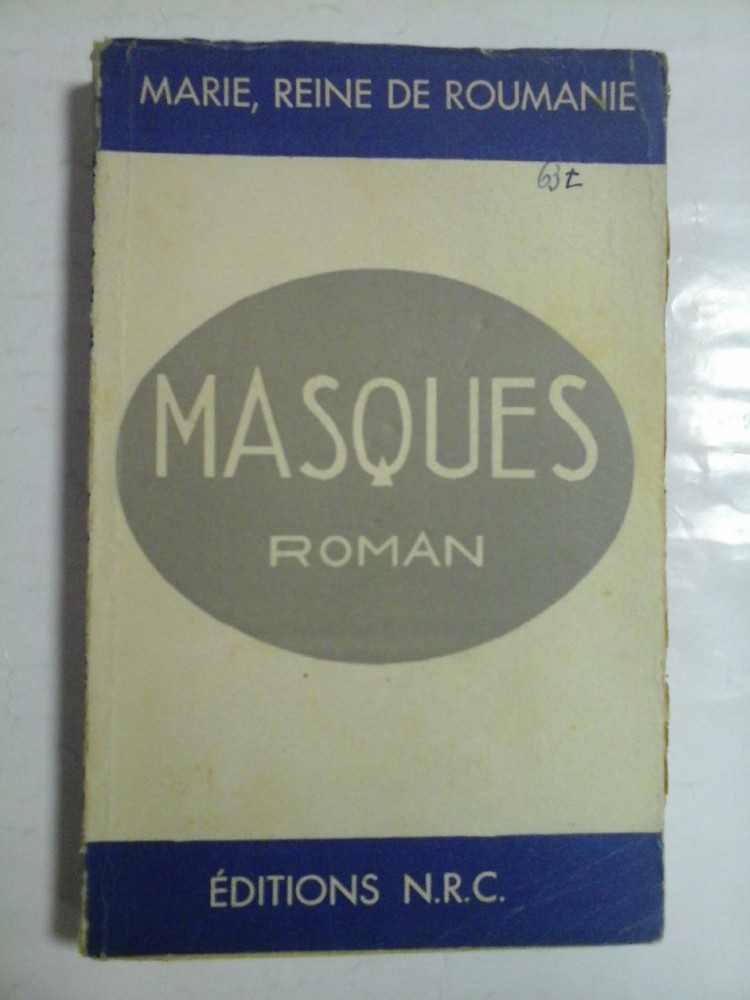 MARIE, REINE DE ROUMANIE
MASQUES
ROMAN
ÉDITIONS N.R.C.